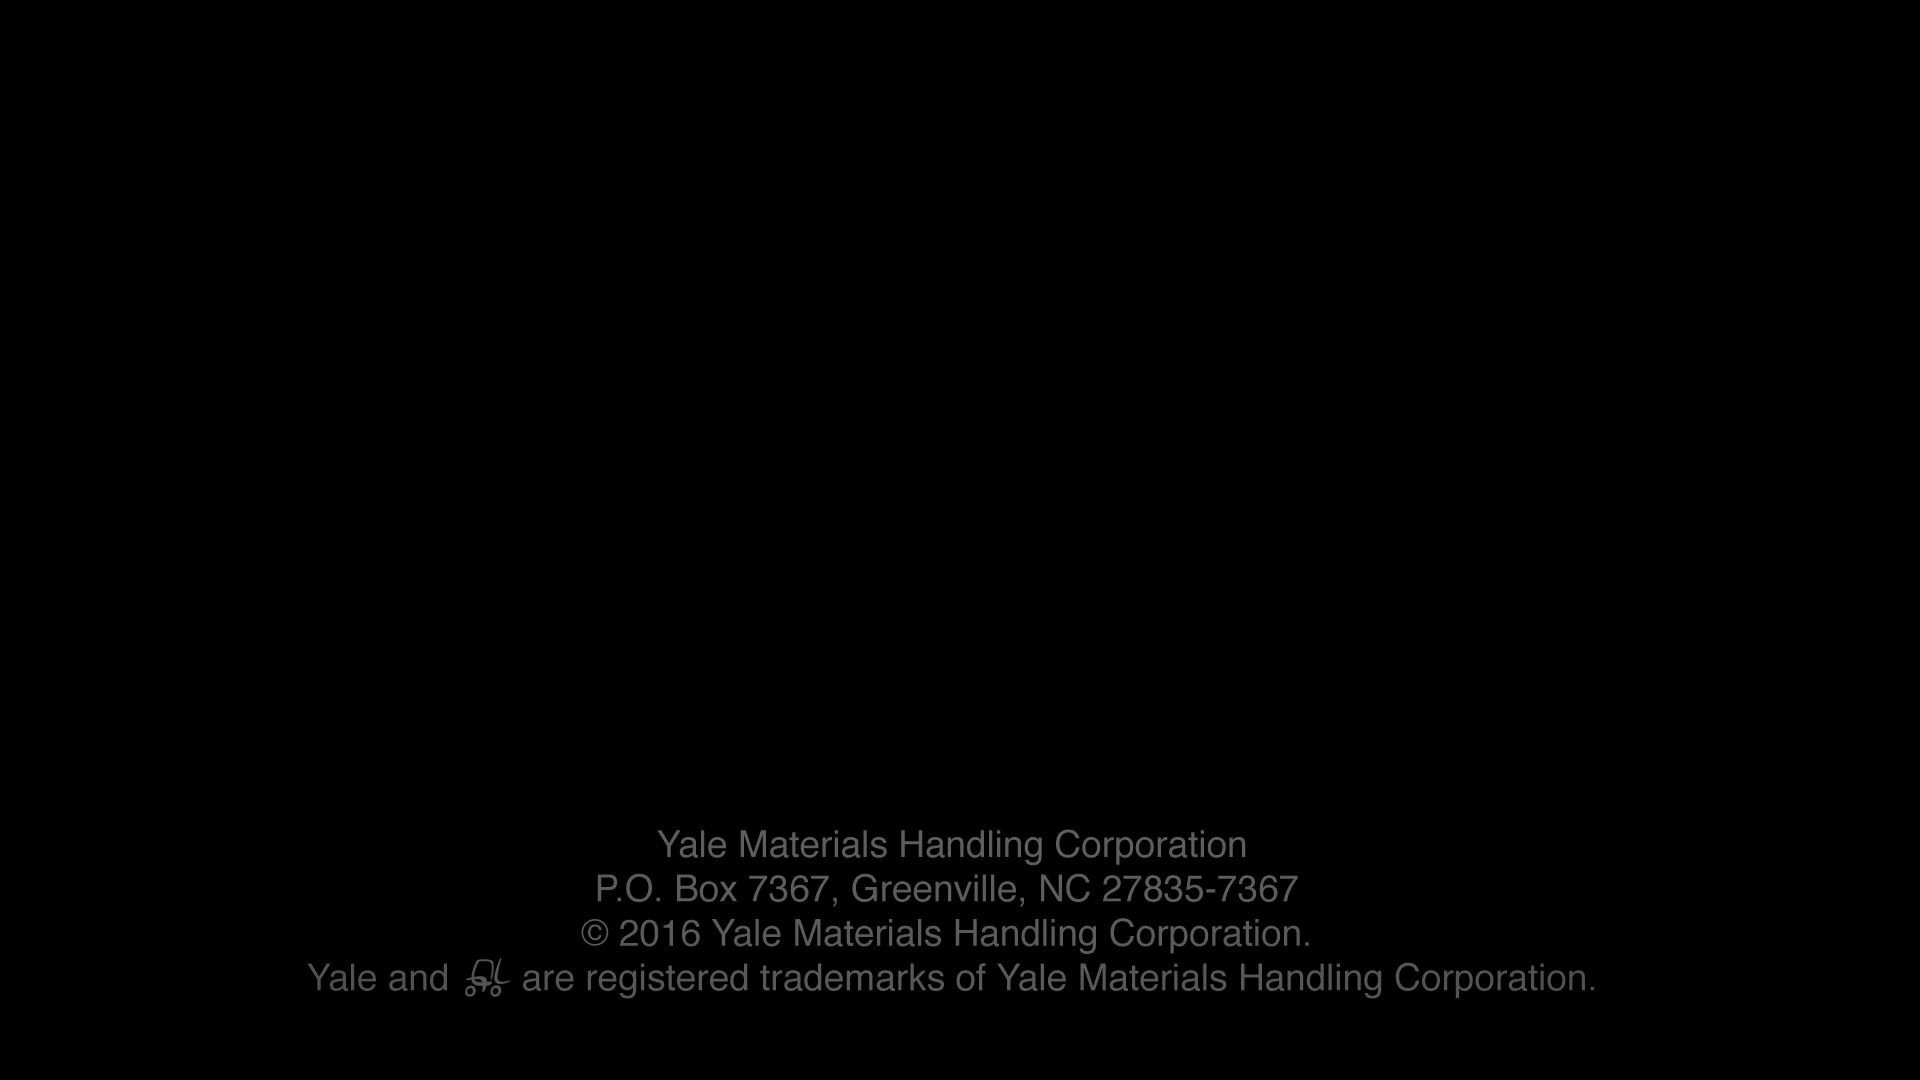 Yale Materials Handling Corporation
P.O. Box 7367, Greenville, NC 27835-7367
© 2016 Yale Materials Handling Corporation.
Yale and are registered trademarks of Yale Materials Handling Corporation.